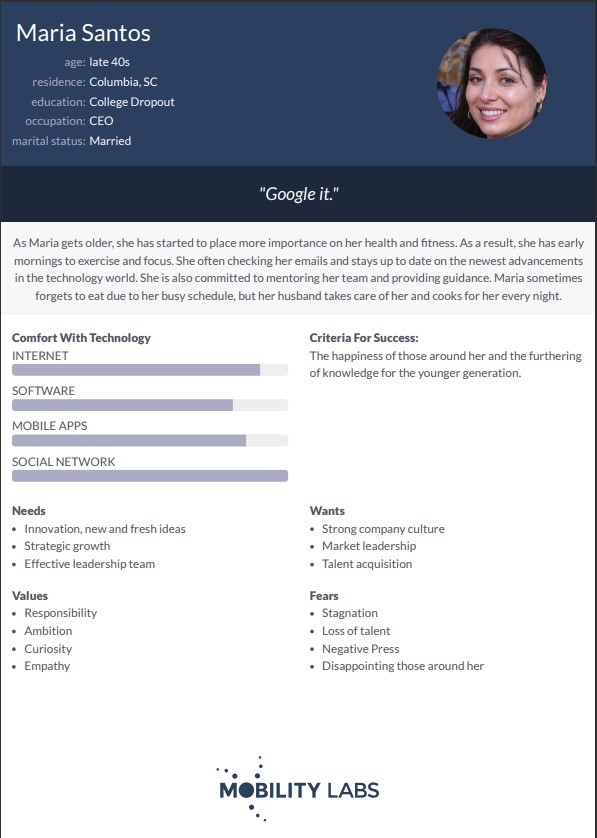 Maria Santos
age: late 40s
residence: Columbia, SC
education: College Dropout
occupation: CEO
marital status: Married
"Google it."
As Maria gets older, she has started to place more importance on her health and fitness. As a result, she has early
mornings to exercise and focus. She often checking her emails and stays up to date on the newest advancements
in the technology world. She is also committed to mentoring her team and providing guidance. Maria sometimes
forgets to eat due to her busy schedule, but her husband takes care of her and cooks for her every night.
Comfort With Technology
INTERNET
SOFTWARE
MOBILE APPS
SOCIAL NETWORK
Criteria For Success:
The happiness of those around her and the furthering
of knowledge for the younger generation.
Needs
• Innovation, new and fresh ideas
• Strategic growth
• Effective leadership team
Wants
• Strong company culture
• Market leadership
• Talent acquisition
Values
• Responsibility
• Ambition
• Curiosity
• Empathy
Fears
• Stagnation
• Loss of talent
• Negative Press
• Disappointing those around her
MOBILITY LABS